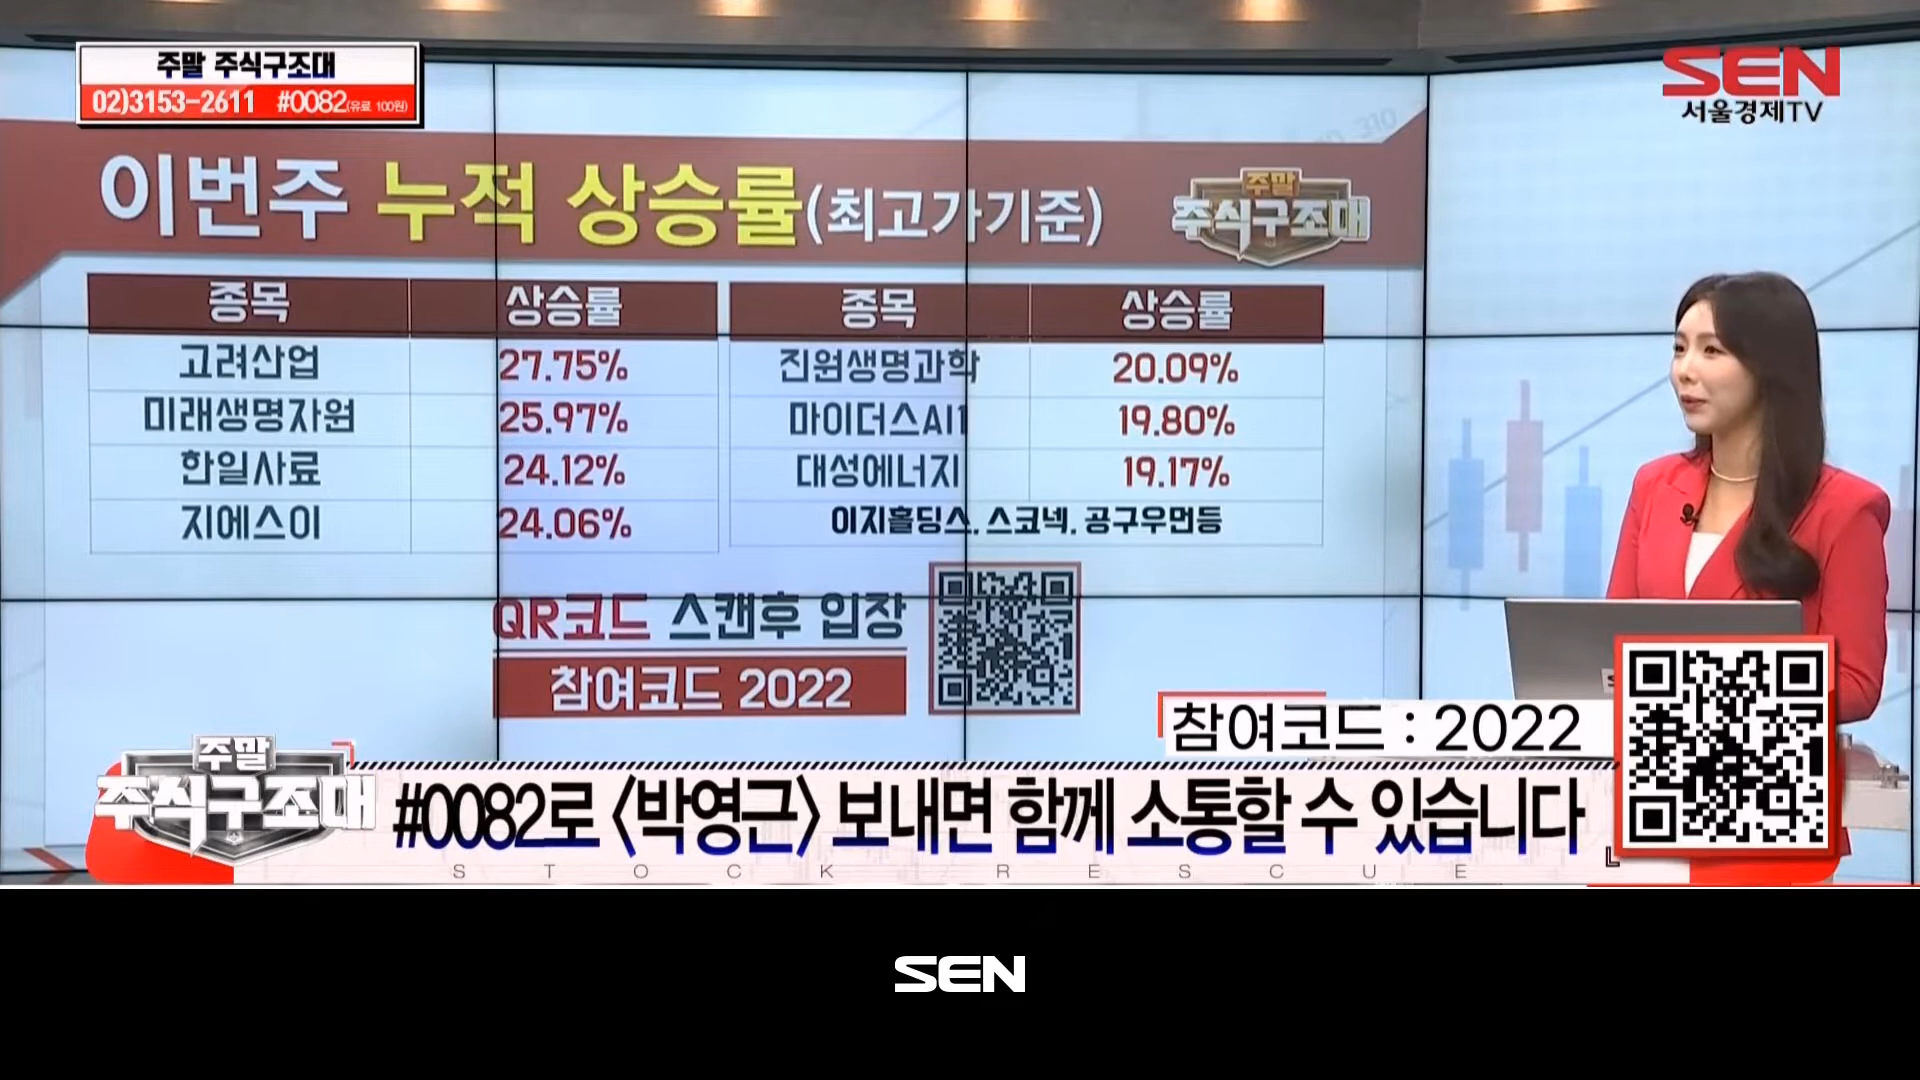 주말 주식구조대
02)3153-2611 #0082(유료 100원)
SEN
서울경제TV
이번주 누적 상승률(최고가기준)
주말
주식구조대
종목 상승률 종목 상승률
고려산업 27.75% 진원생명과학 20.09%
미래생명자원 25.97% 마이더스AI1 19.80%
한일사료 24.12% 대성에너지 19.17%
지에스이 24.06% 이지홀딩스, 스코넥, 공구우먼등
QR코드 스캔후 입장
참여코드 2022
참여코드 : 2022
주말
주식구조대
#0082로 <박영근> 보내면 함께 소통할 수 있습니다
STOCK RESCUE
SEN